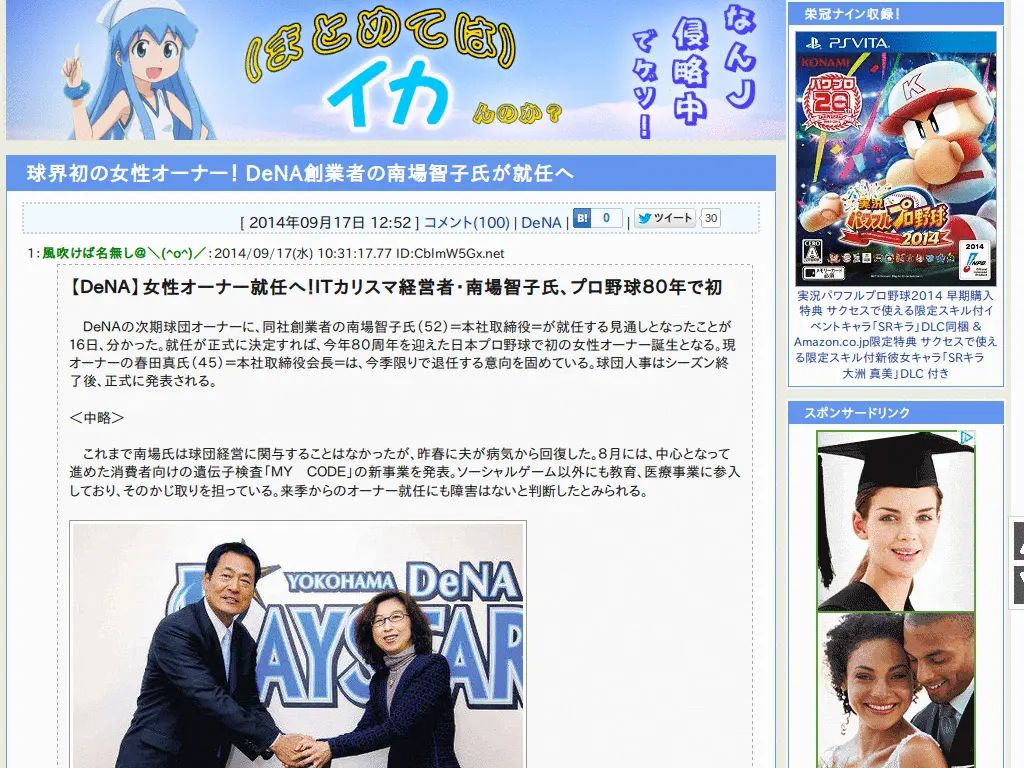 (まとめては)
イカ
んのか?
なんJ
侵略中
でゲソ!
球界初の女性オーナー! DeNA創業者の南場智子氏が就任へ
[ 2014年09月17日 12:52 ] コメント(100) | DeNA | B! 0 | ツイート 30
1:風吹けば名無し@\(^o^)/:2014/09/17(水) 10:31:17.77 ID:CbImW5Gx.net
【DeNA】女性オーナー就任へ!ITカリスマ経営者・南場智子氏、プロ野球80年で初
DeNAの次期球団オーナーに、同社創業者の南場智子氏(52)=本社取締役=が就任する見通しとなったことが
16日、分かった。就任が正式に決定すれば、今年80周年を迎えた日本プロ野球で初の女性オーナー誕生となる。現
オーナーの春田真氏(45)=本社取締役会長=は、今季限りで退任する意向を固めている。球団人事はシーズン終
了後、正式に発表される。
<中略>
これまで南場氏は球団経営に関与することはなかったが、昨春に夫が病気から回復した。8月には、中心となって
進めた消費者向けの遺伝子検査「MY CODE」の新事業を発表。ソーシャルゲーム以外にも教育、医療事業に参入
しており、そのかじ取りを担っている。来季からのオーナー就任にも障害はないと判断したとみられる。
YOKOHAMA DeNA
AYSTAR
栄冠ナイン収録!
PSVITA
KONAMI
パワプロ
20th
実況
パワフルプロ野球
2014
CERO
A
メモリーカード
必須
2014
NPB
実況パワフルプロ野球2014 早期購入
特典 サクセスで使える限定スキル付イ
ベントキャラ「SRキラ」DLC同梱 &
Amazon.co.jp限定特典 サクセスで使え
る限定スキル付新彼女キャラ「SRキラ
大洲 真美」DLC 付き
スポンサードリンク